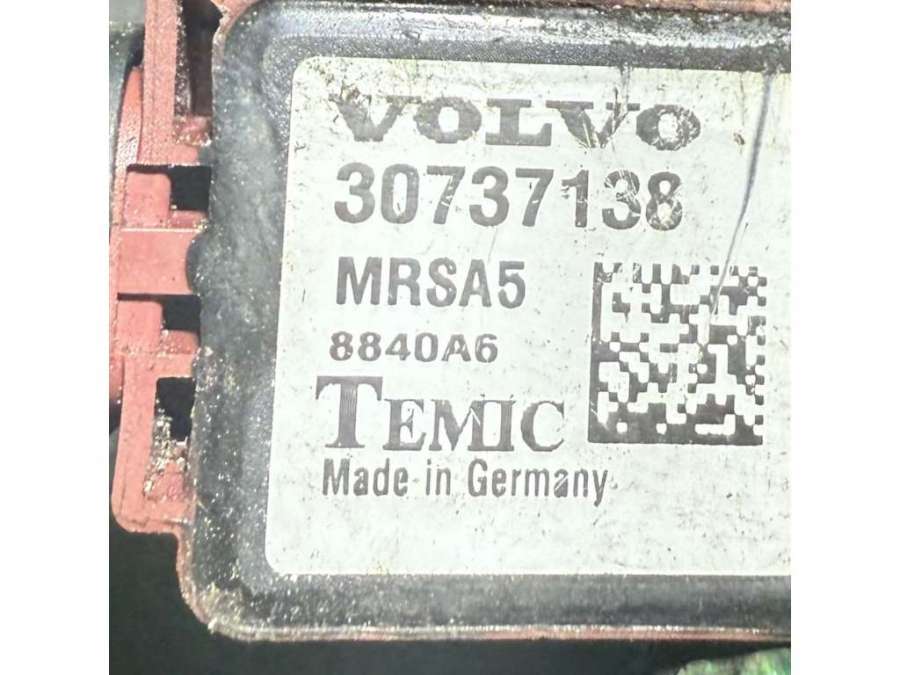 VOLVO
30737138
MRSA5
8840A6
TEMIC
Made in Germany